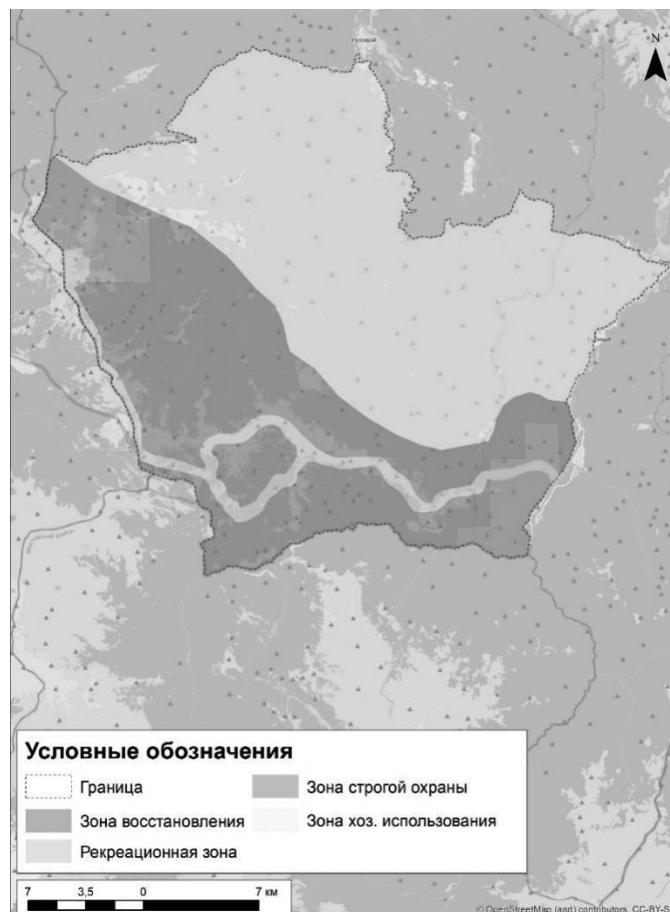 N
Условные обозначения
Граница
Зона строгой охраны
Зона восстановления
Зона хоз. использования
Рекреационная зона
7 3,5 0 7 км
© OpenStreetMap (and) contributors, CC-BY-S